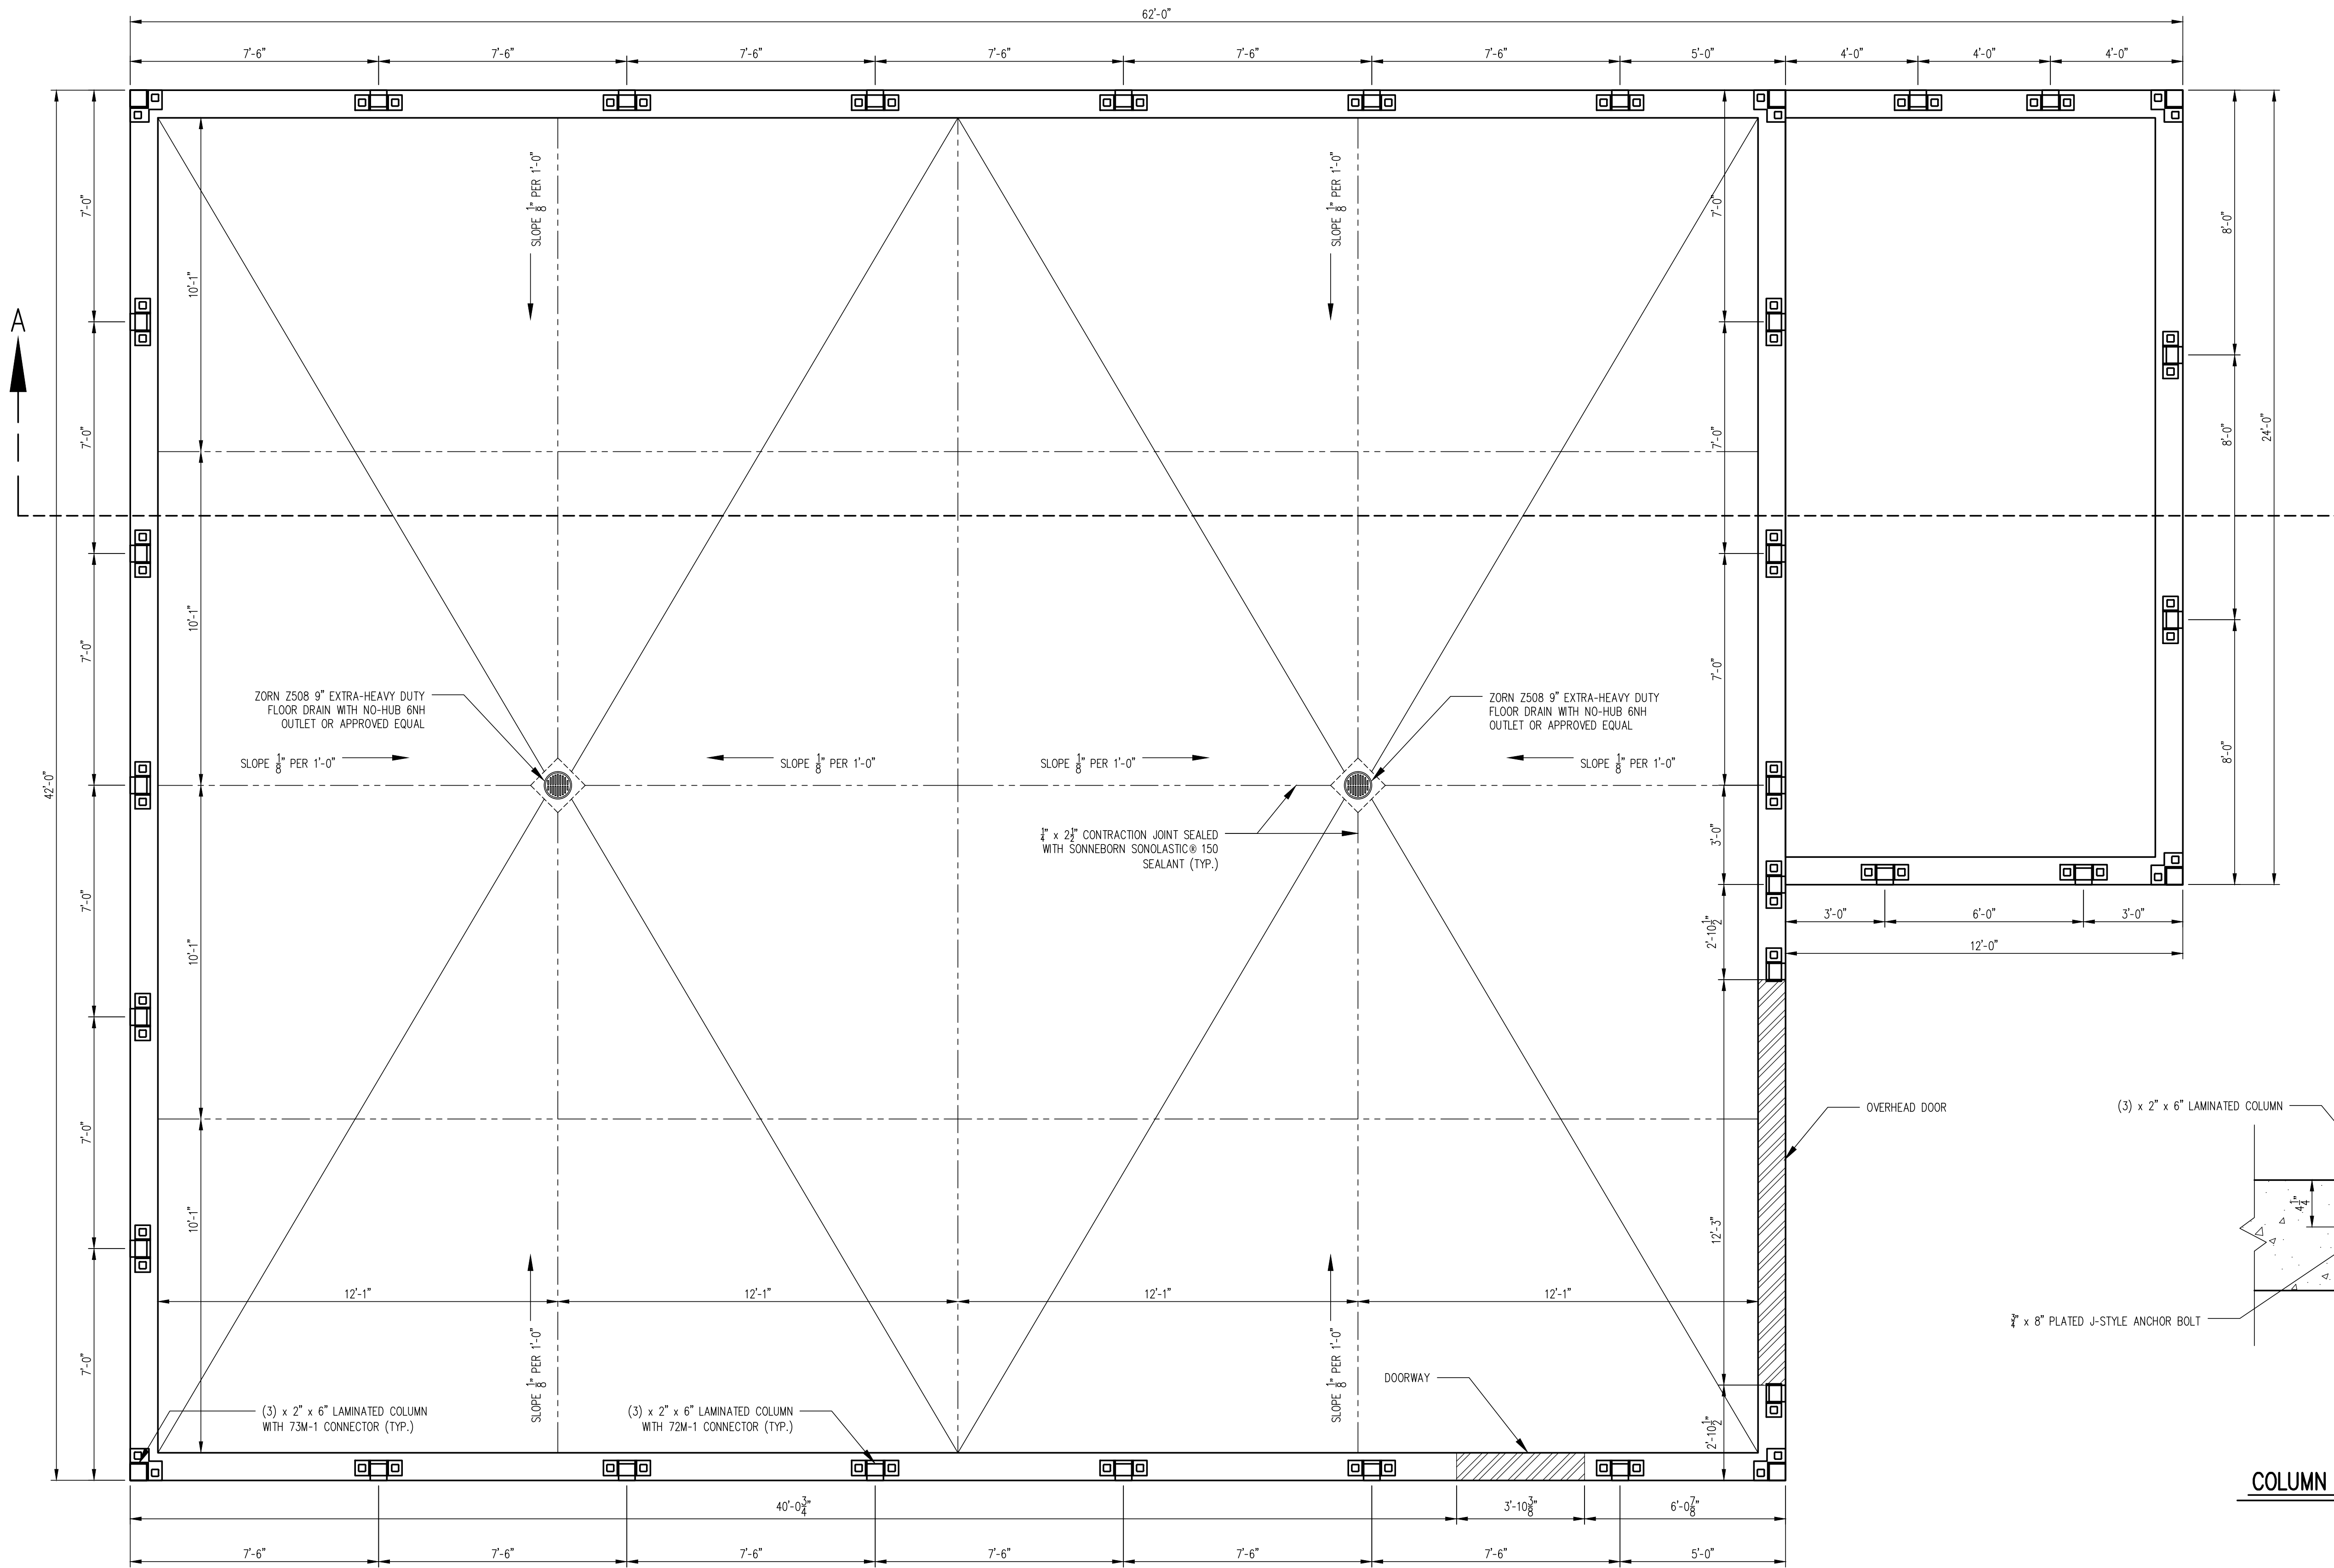 62'-0"
7'-6"
7'-6"
7'-6"
7'-6"
7'-6"
7'-6"
5'-0"
4'-0"
4'-0"
4'-0"
7'-0"
7'-0"
7'-0"
7'-0"
7'-0"
7'-0"
42'-0"
10'-1"
10'-1"
10'-1"
10'-1"
SLOPE 1/8" PER 1'-0"
SLOPE 1/8" PER 1'-0"
7'-0"
7'-0"
7'-0"
3'-0"
2'-10 1/2"
12'-3"
2'-10 1/2"
8'-0"
8'-0"
8'-0"
24'-0"
A
ZORN Z508 9" EXTRA-HEAVY DUTY
FLOOR DRAIN WITH NO-HUB 6NH
OUTLET OR APPROVED EQUAL
ZORN Z508 9" EXTRA-HEAVY DUTY
FLOOR DRAIN WITH NO-HUB 6NH
OUTLET OR APPROVED EQUAL
SLOPE 1/8" PER 1'-0"
SLOPE 1/8" PER 1'-0"
SLOPE 1/8" PER 1'-0"
SLOPE 1/8" PER 1'-0"
1/4" x 2 1/2" CONTRACTION JOINT SEALED
WITH SONNEBORN SONOLASTIC® 150
SEALANT (TYP.)
3'-0"
6'-0"
3'-0"
12'-0"
OVERHEAD DOOR
(3) x 2" x 6" LAMINATED COLUMN
4 1/4"
3/4" x 8" PLATED J-STYLE ANCHOR BOLT
12'-1"
12'-1"
12'-1"
12'-1"
SLOPE 1/8" PER 1'-0"
SLOPE 1/8" PER 1'-0"
DOORWAY
(3) x 2" x 6" LAMINATED COLUMN
WITH 73M-1 CONNECTOR (TYP.)
(3) x 2" x 6" LAMINATED COLUMN
WITH 72M-1 CONNECTOR (TYP.)
COLUMN
40'-0 3/4"
3'-10 3/8"
6'-0 7/8"
7'-6"
7'-6"
7'-6"
7'-6"
7'-6"
7'-6"
5'-0"